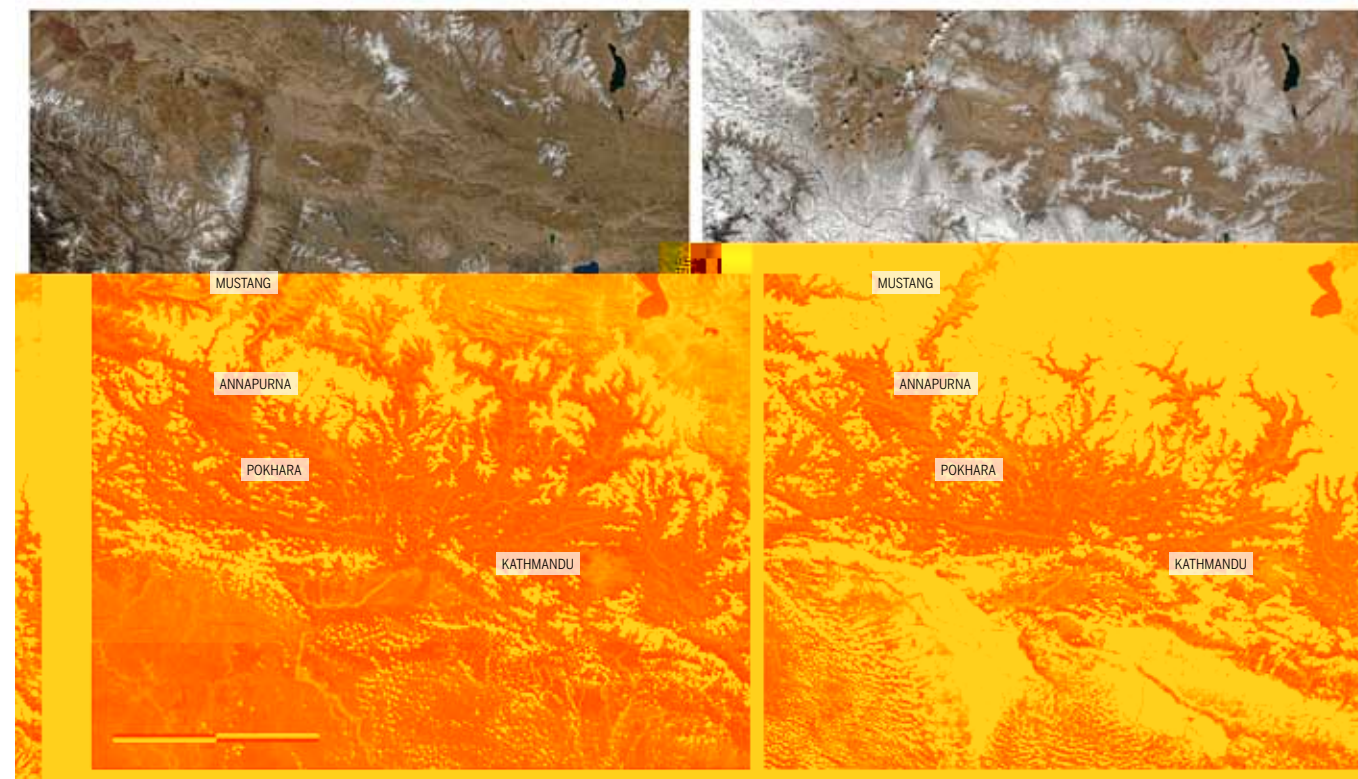 MUSTANG
MUSTANG
ANNAPURNA
ANNAPURNA
POKHARA
POKHARA
KATHMANDU
KATHMANDU